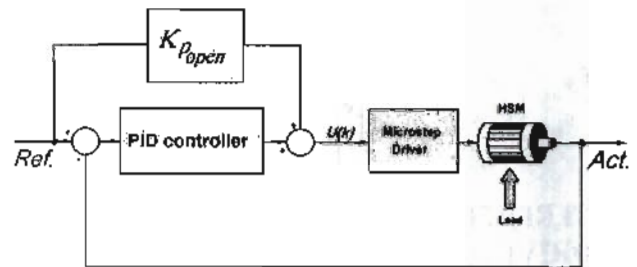 K_{p_{open}}
HSM
PID controller
U(k)
Microstep
Driver
Ref.
Act.
Load